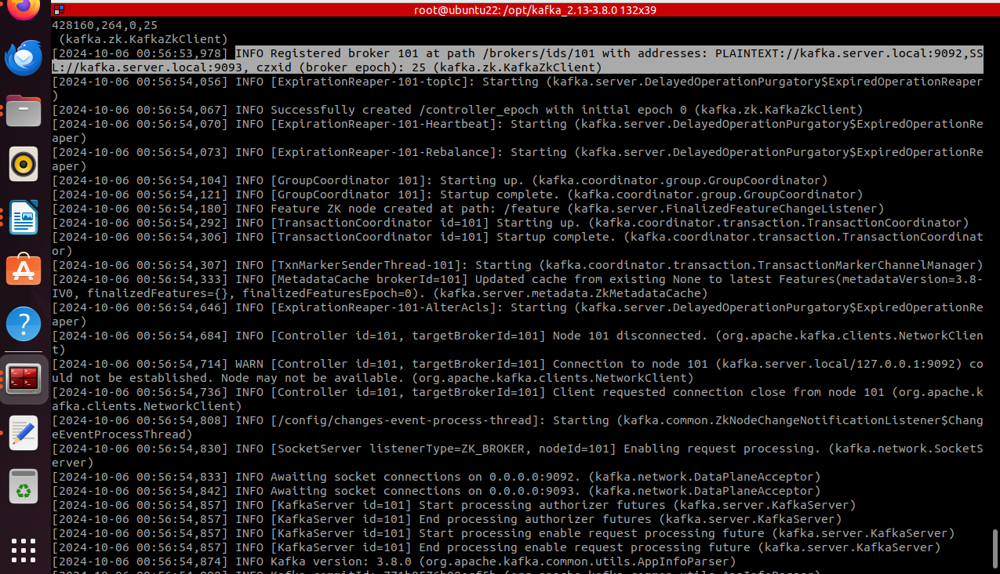 root@ubuntu22: /opt/kafka_2.13-3.8.0 132x39
428160,264,0,25
 (kafka.zk.KafkaZkClient)
[2024-10-06 00:56:53,978] INFO Registered broker 101 at path /brokers/ids/101 with addresses: PLAINTEXT://kafka.server.local:9092,SS
L://kafka.server.local:9093, czxid (broker epoch): 25 (kafka.zk.KafkaZkClient)
[2024-10-06 00:56:54,056] INFO [ExpirationReaper-101-topic]: Starting (kafka.server.DelayedOperationPurgatory$ExpiredOperationReaper
)
[2024-10-06 00:56:54,067] INFO Successfully created /controller_epoch with initial epoch 0 (kafka.zk.KafkaZkClient)
[2024-10-06 00:56:54,070] INFO [ExpirationReaper-101-Heartbeat]: Starting (kafka.server.DelayedOperationPurgatory$ExpiredOperationRe
aper)
[2024-10-06 00:56:54,073] INFO [ExpirationReaper-101-Rebalance]: Starting (kafka.server.DelayedOperationPurgatory$ExpiredOperationRe
aper)
[2024-10-06 00:56:54,104] INFO [GroupCoordinator 101]: Starting up. (kafka.coordinator.group.GroupCoordinator)
[2024-10-06 00:56:54,121] INFO [GroupCoordinator 101]: Startup complete. (kafka.coordinator.group.GroupCoordinator)
[2024-10-06 00:56:54,180] INFO Feature ZK node created at path: /feature (kafka.server.FinalizedFeatureChangeListener)
[2024-10-06 00:56:54,292] INFO [TransactionCoordinator id=101] Starting up. (kafka.coordinator.transaction.TransactionCoordinator)
[2024-10-06 00:56:54,306] INFO [TransactionCoordinator id=101] Startup complete. (kafka.coordinator.transaction.TransactionCoordinat
or)
[2024-10-06 00:56:54,307] INFO [TxnMarkerSenderThread-101]: Starting (kafka.coordinator.transaction.TransactionMarkerChannelManager)
[2024-10-06 00:56:54,333] INFO [MetadataCache brokerId=101] Updated cache from existing None to latest Features(metadataVersion=3.8-
IV0, finalizedFeatures={}, finalizedFeaturesEpoch=0). (kafka.server.metadata.ZkMetadataCache)
[2024-10-06 00:56:54,646] INFO [ExpirationReaper-101-AlterAcls]: Starting (kafka.server.DelayedOperationPurgatory$ExpiredOperationRe
aper)
[2024-10-06 00:56:54,684] INFO [Controller id=101, targetBrokerId=101] Node 101 disconnected. (org.apache.kafka.clients.NetworkClien
t)
[2024-10-06 00:56:54,714] WARN [Controller id=101, targetBrokerId=101] Connection to node 101 (kafka.server.local/127.0.0.1:9092) co
uld not be established. Node may not be available. (org.apache.kafka.clients.NetworkClient)
[2024-10-06 00:56:54,736] INFO [Controller id=101, targetBrokerId=101] Client requested connection close from node 101 (org.apache.k
afka.clients.NetworkClient)
[2024-10-06 00:56:54,808] INFO [/config/changes-event-process-thread]: Starting (kafka.common.ZkNodeChangeNotificationListener$Chang
eEventProcessThread)
[2024-10-06 00:56:54,830] INFO [SocketServer listenerType=ZK_BROKER, nodeId=101] Enabling request processing. (kafka.network.SocketS
erver)
[2024-10-06 00:56:54,833] INFO Awaiting socket connections on 0.0.0.0:9092. (kafka.network.DataPlaneAcceptor)
[2024-10-06 00:56:54,842] INFO Awaiting socket connections on 0.0.0.0:9093. (kafka.network.DataPlaneAcceptor)
[2024-10-06 00:56:54,857] INFO [KafkaServer id=101] Start processing authorizer futures (kafka.server.KafkaServer)
[2024-10-06 00:56:54,857] INFO [KafkaServer id=101] End processing authorizer futures (kafka.server.KafkaServer)
[2024-10-06 00:56:54,857] INFO [KafkaServer id=101] Start processing enable request processing future (kafka.server.KafkaServer)
[2024-10-06 00:56:54,857] INFO [KafkaServer id=101] End processing enable request processing future (kafka.server.KafkaServer)
[2024-10-06 00:56:54,874] INFO Kafka version: 3.8.0 (org.apache.kafka.common.utils.AppInfoParser)